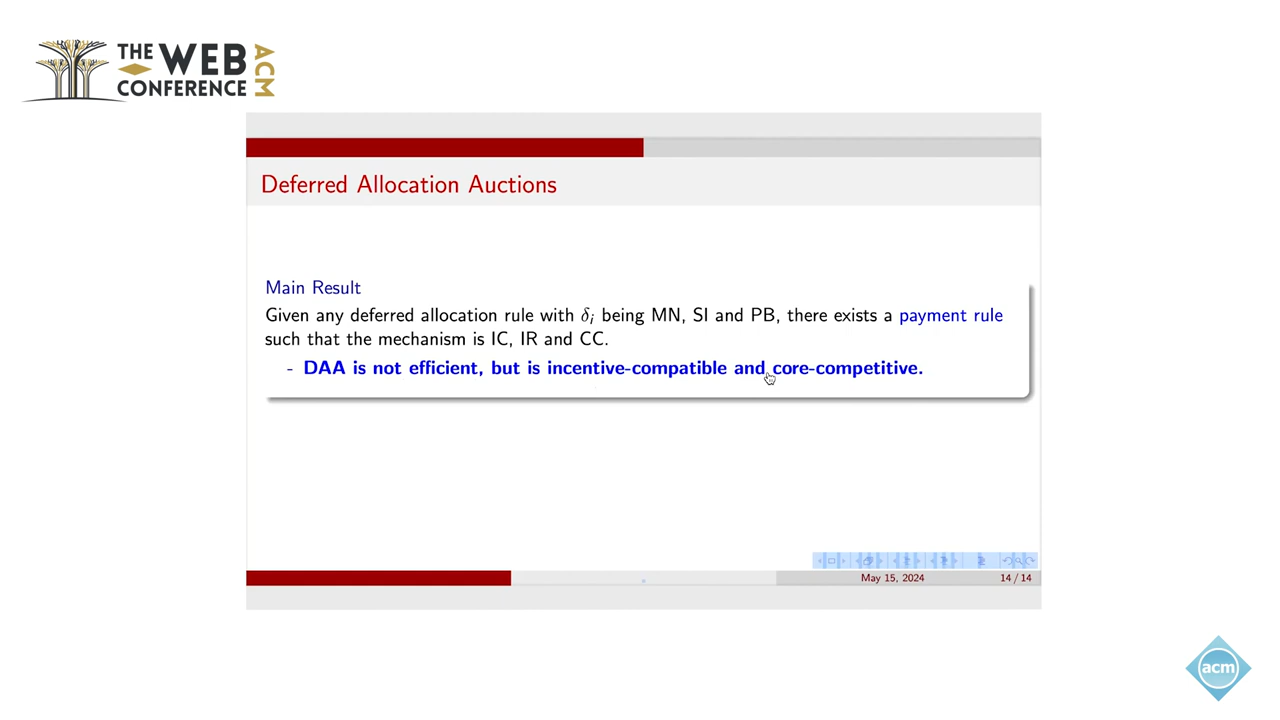 THE WEB
CONFERENCE
ACM
Deferred Allocation Auctions
Main Result
Given any deferred allocation rule with δi being MN, SI and PB, there exists a payment rule
such that the mechanism is IC, IR and CC.
- DAA is not efficient, but is incentive-compatible and core-competitive.
May 15, 2024
14 / 14
acm